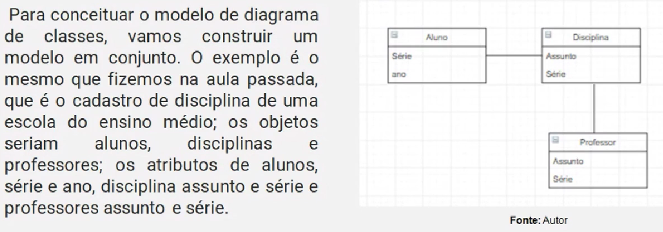 Para conceituar o modelo de diagrama
de classes, vamos construir um
modelo em conjunto. O exemplo é o
mesmo que fizemos na aula passada,
que é o cadastro de disciplina de uma
escola do ensino médio; os objetos
seriam alunos, disciplinas e
professores; os atributos de alunos,
série e ano, disciplina assunto e série e
professores assunto e série.
Aluno
Série
ano
Disciplina
Assunto
Série
Professor
Assunto
Série
Fonte: Autor